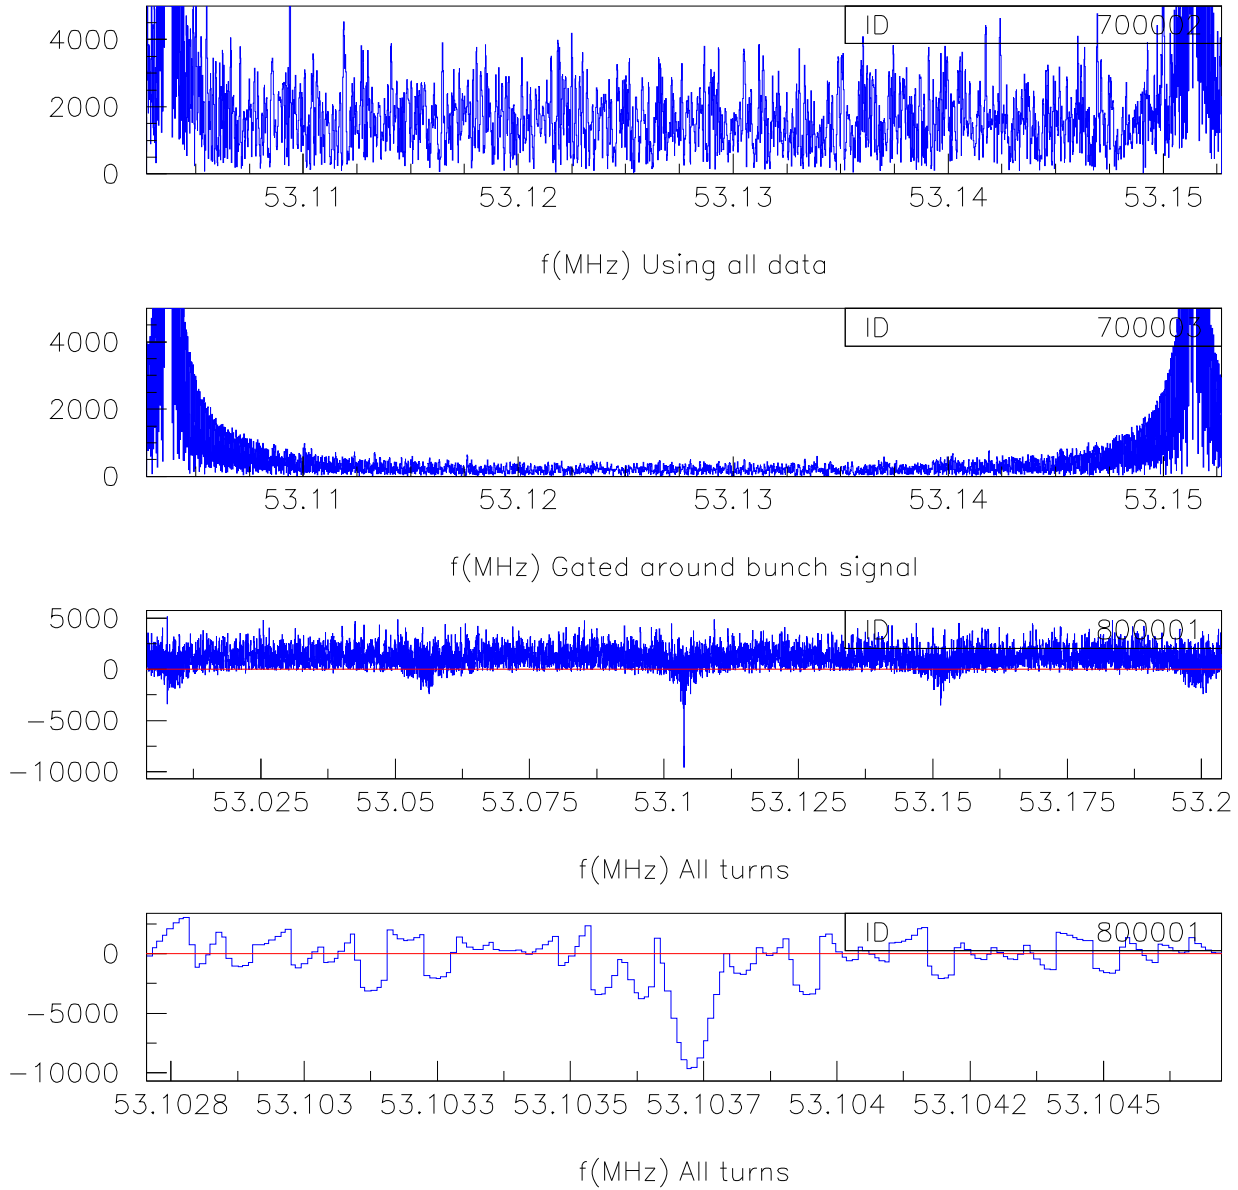 ID 700002
4000
2000
0
53.11 53.12 53.13 53.14 53.15
f(MHz) Using all data
ID 700003
4000
2000
0
53.11 53.12 53.13 53.14 53.15
f(MHz) Gated around bunch signal
ID 800001
5000
0
−5000
−10000
53.025 53.05 53.075 53.1 53.125 53.15 53.175 53.2
f(MHz) All turns
ID 800001
0
−5000
−10000
53.1028 53.103 53.1033 53.1035 53.1037 53.104 53.1042 53.1045
f(MHz) All turns